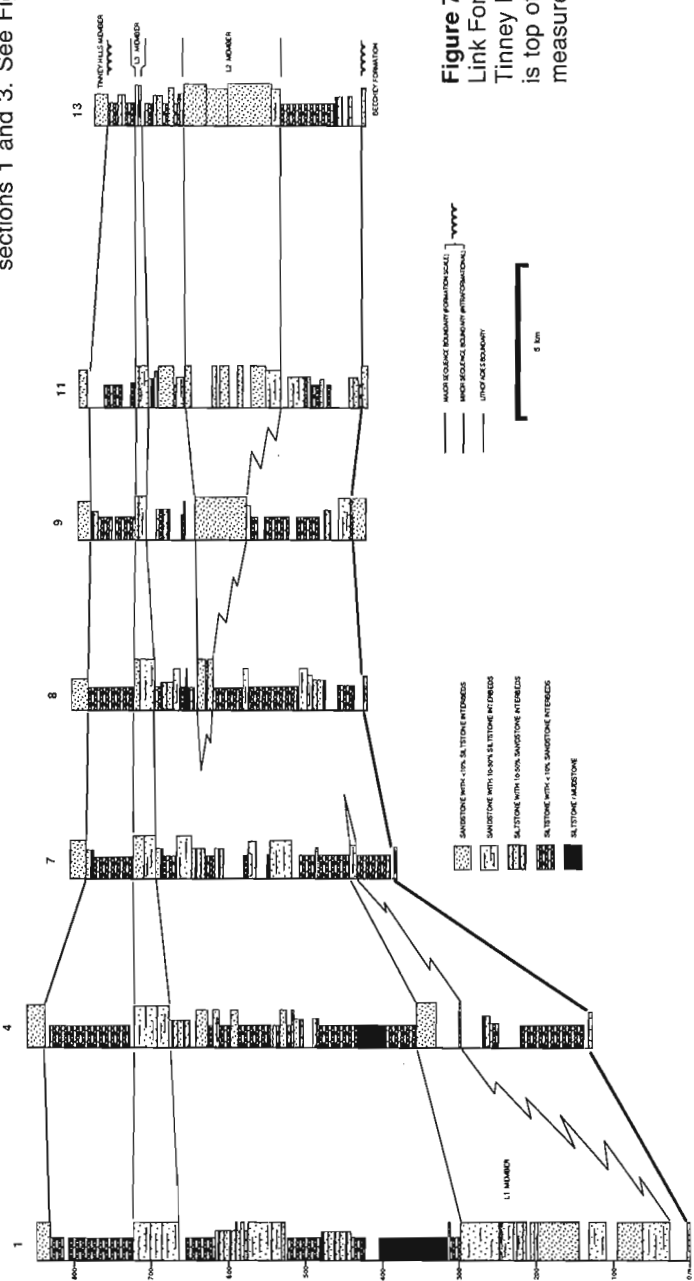 sections 1 and 3. See Fi
Figure 7
Link For
Tinney
is top of
measure
1
4
7
8
9
11
13
TINNEY HILLS MEMBER
L3 MEMBER
L2 MEMBER
BEECHEY FORMATION
L1 MEMBER
700
600
500
400
300
200
100
MAJOR SEQUENCE BOUNDARY (FORMATION SCALE)
MINOR SEQUENCE BOUNDARY (INTRAFORMATIONAL)
LITHOFACIES BOUNDARY
5 km
SANDSTONE WITH <10% SILTSTONE INTERBEDS
SANDSTONE WITH 10-50% SILTSTONE INTERBEDS
SILTSTONE WITH 10-50% SANDSTONE INTERBEDS
SILTSTONE WITH < 10% SANDSTONE INTERBEDS
SILTSTONE / MUDSTONE